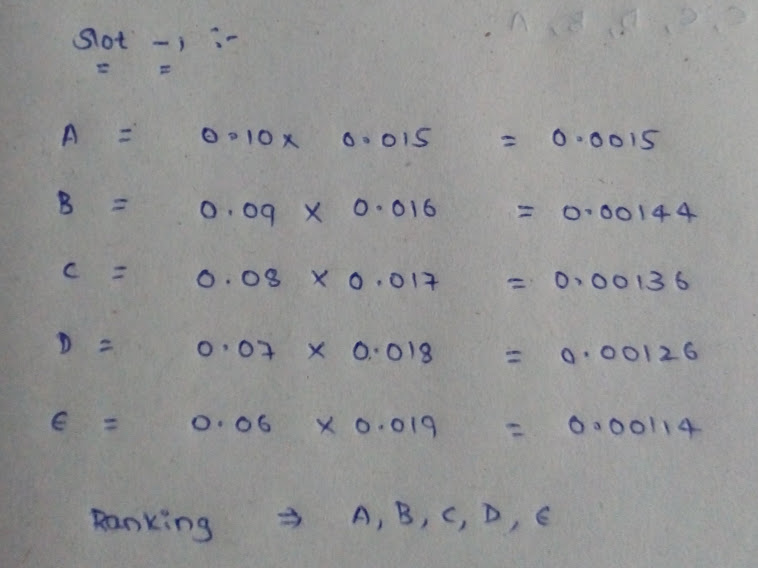 Slot -1 :-
A = 0.10 x 0.015 = 0.0015
B = 0.09 x 0.016 = 0.00144
C = 0.08 x 0.017 = 0.00136
D = 0.07 x 0.018 = 0.00126
E = 0.06 x 0.019 = 0.00114
Ranking ⇒ A, B, C, D, E